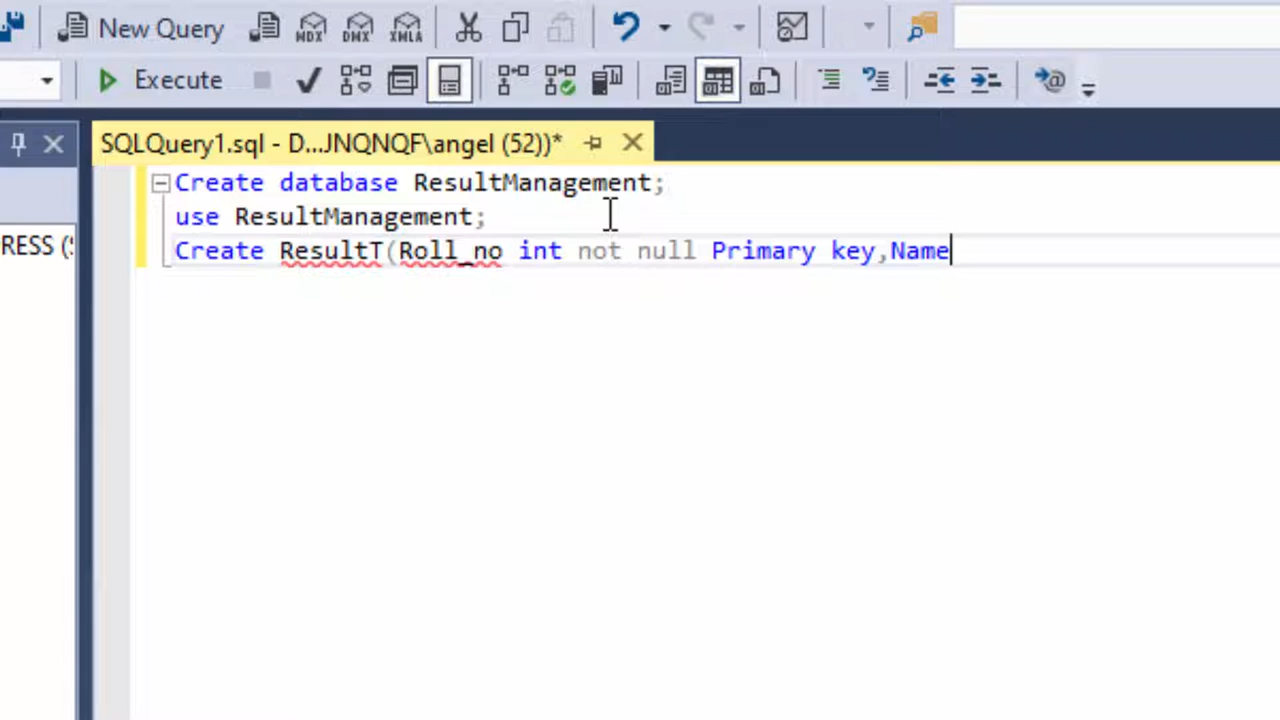 New Query
MDX DMX XMLA
Execute
SQLQuery1.sql - D...JNQNQF\angel (52))*
RESS (
Create database ResultManagement;
use ResultManagement;
Create ResultT(Roll_no int not null Primary key,Name